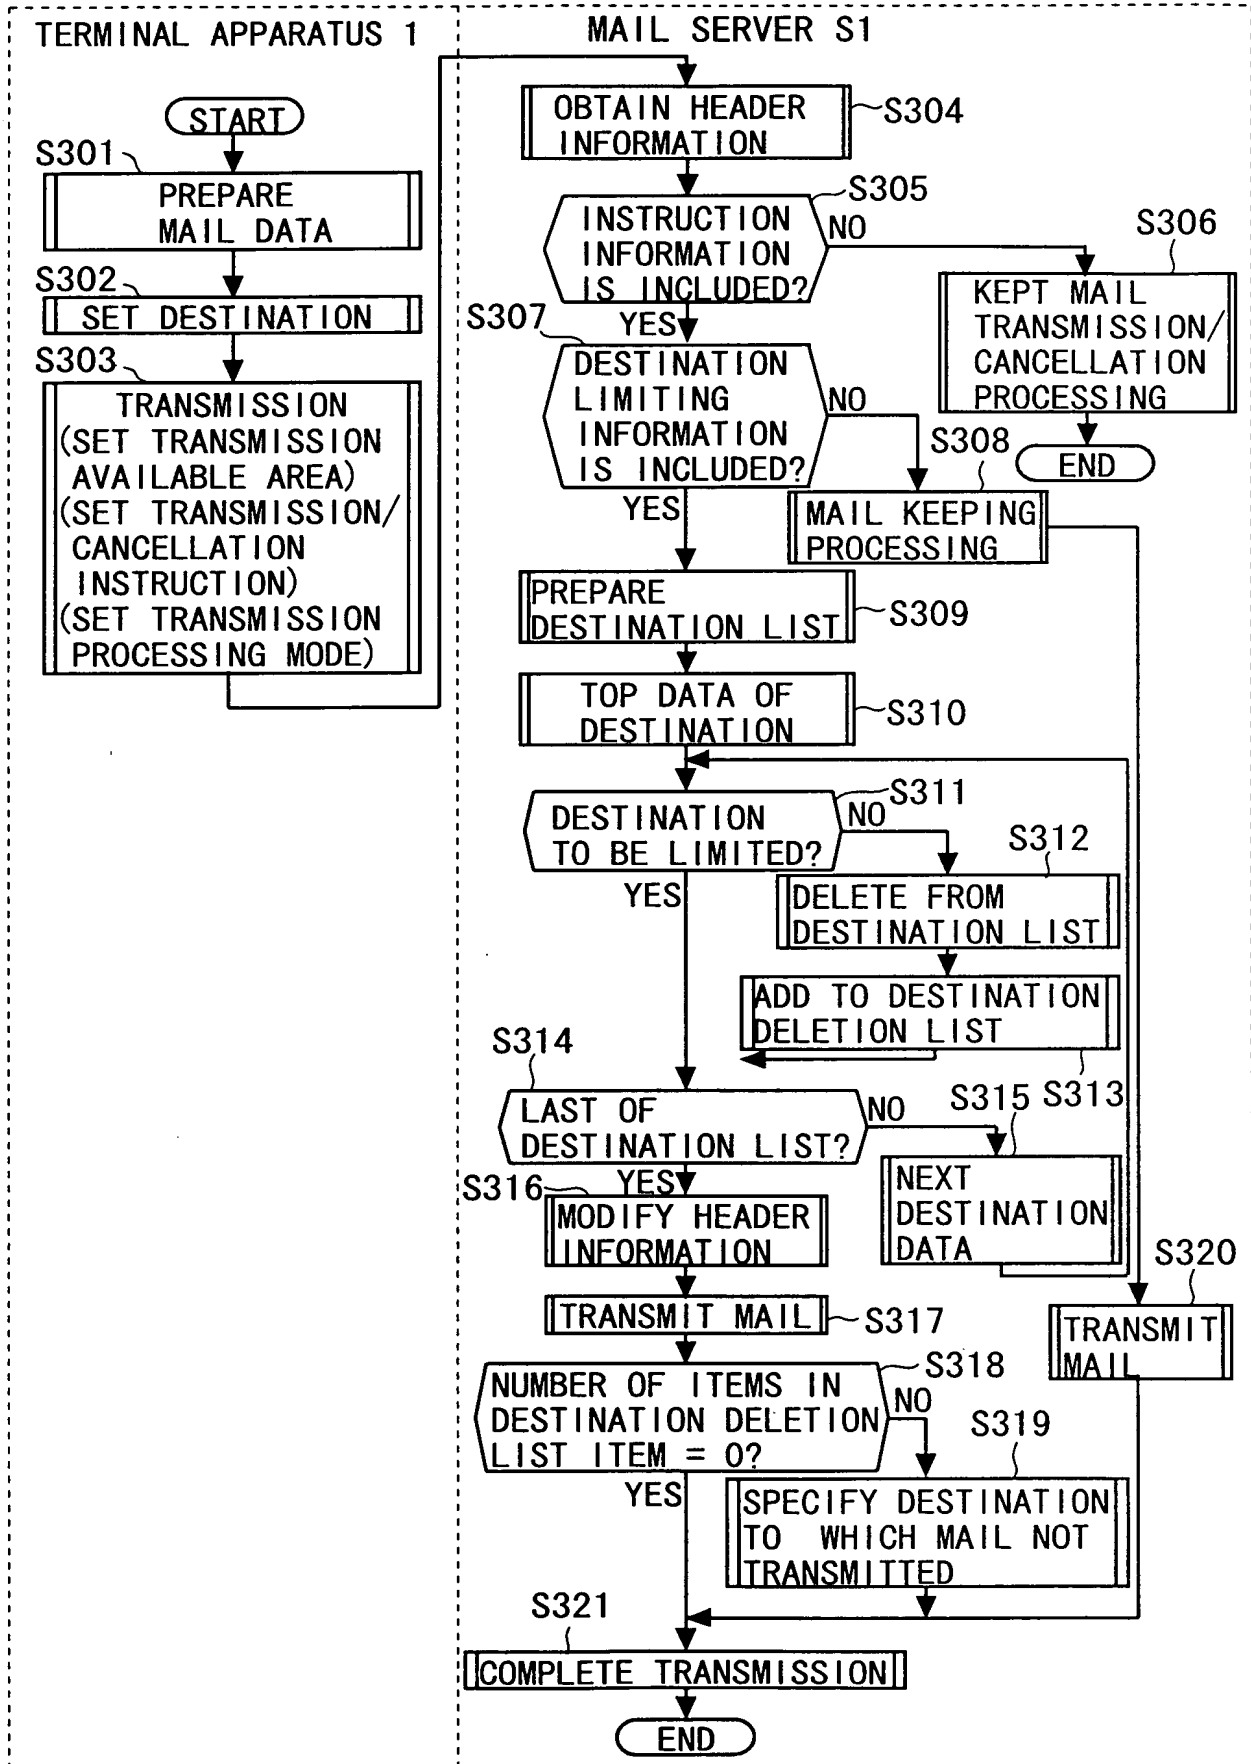 TERMINAL APPARATUS 1
START
S301
PREPARE
MAIL DATA
S302
SET DESTINATION
S303
TRANSMISSION
(SET TRANSMISSION
AVAILABLE AREA)
(SET TRANSMISSION/
CANCELLATION
INSTRUCTION)
(SET TRANSMISSION
PROCESSING MODE)
MAIL SERVER S1
OBTAIN HEADER
INFORMATION
S304
INSTRUCTION
INFORMATION
IS INCLUDED?
S305
NO
YES
S306
KEPT MAIL
TRANSMISSION/
CANCELLATION
PROCESSING
END
S307
DESTINATION
LIMITING
INFORMATION
IS INCLUDED?
NO
YES
S308
MAIL KEEPING
PROCESSING
PREPARE
DESTINATION LIST
S309
TOP DATA OF
DESTINATION
S310
DESTINATION
TO BE LIMITED?
S311
NO
YES
S312
DELETE FROM
DESTINATION LIST
ADD TO DESTINATION
DELETION LIST
S313
S314
LAST OF
DESTINATION LIST?
NO
YES
S315
NEXT
DESTINATION
DATA
S316
MODIFY HEADER
INFORMATION
TRANSMIT MAIL
S317
S320
TRANSMIT
MAIL
NUMBER OF ITEMS IN
DESTINATION DELETION
LIST ITEM = 0?
S318
NO
YES
S319
SPECIFY DESTINATION
TO WHICH MAIL NOT
TRANSMITTED
S321
COMPLETE TRANSMISSION
END